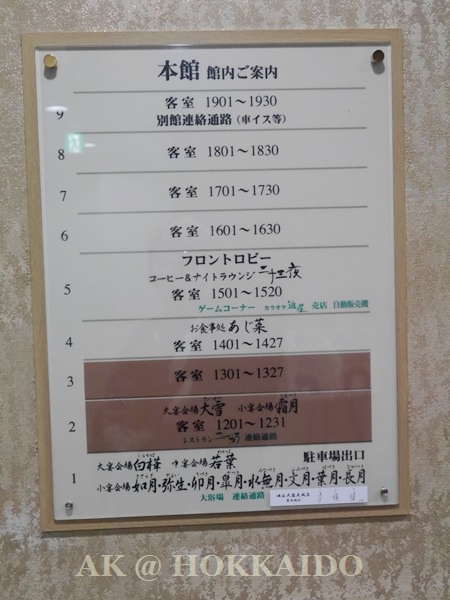 本館 館内ご案内
9
客室 1901～1930
別館連絡通路（車イス等）
8
客室 1801～1830
7
客室 1701～1730
6
客室 1601～1630
5
フロントロビー
コーヒー&ナイトラウンジ 二十三夜
客室 1501～1520
ゲームコーナー カラオケ 売店 自動販売機
4
お食事処 あじ菜
客室 1401～1427
3
客室 1301～1327
2
大宴会場 大雪 小宴会場 霜月
客室 1201～1231
レストラン 連絡通路
1
大宴会場 白樺 中宴会場 若葉 駐車場出口
小宴会場 如月・弥生・卯月・皐月・水無月・文月・葉月・長月
大浴場 連絡通路
AK @ HOKKAIDO